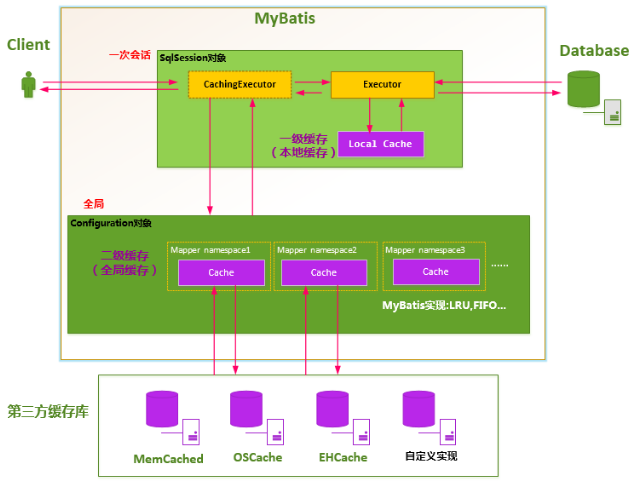 MyBatis
Client
一次会话
SqlSession对象
Database
CachingExecutor
Executor
一级缓存
（本地缓存）
Local Cache
全局
Configuration对象
二级缓存
（全局缓存）
Mapper namespace1
Mapper namespace2
Mapper namespace3
......
Cache
Cache
Cache
MyBatis实现:LRU,FIFO...
第三方缓存库
MemCached
OSCache
EHCache
自定义实现